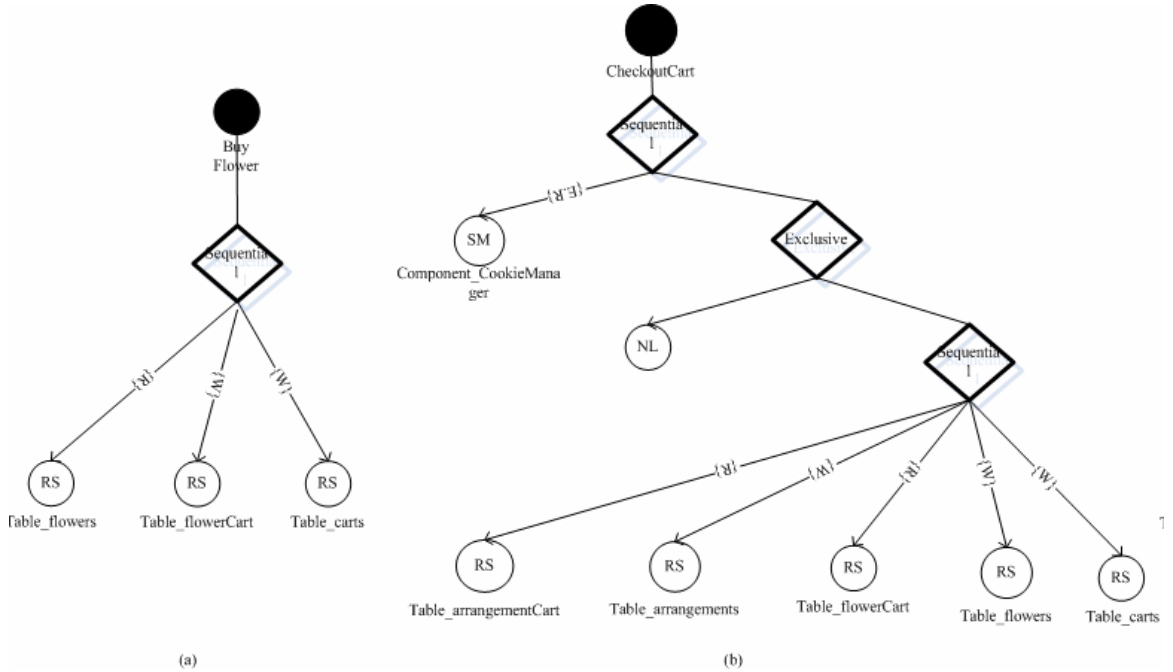 CheckoutCart
Sequentia
l
{E.R}
SM
Component_CookieMana
ger
Exclusive
NL
Sequentia
l
{R}
{W}
{R}
{W}
{W}
RS
RS
RS
RS
RS
Table_arrangementCart
Table_arrangements
Table_flowerCart
Table_flowers
Table_carts
(b)
Buy
Flower
Sequentia
l
{R}
{W}
{W}
RS
RS
RS
Table_flowers
Table_flowerCart
Table_carts
(a)